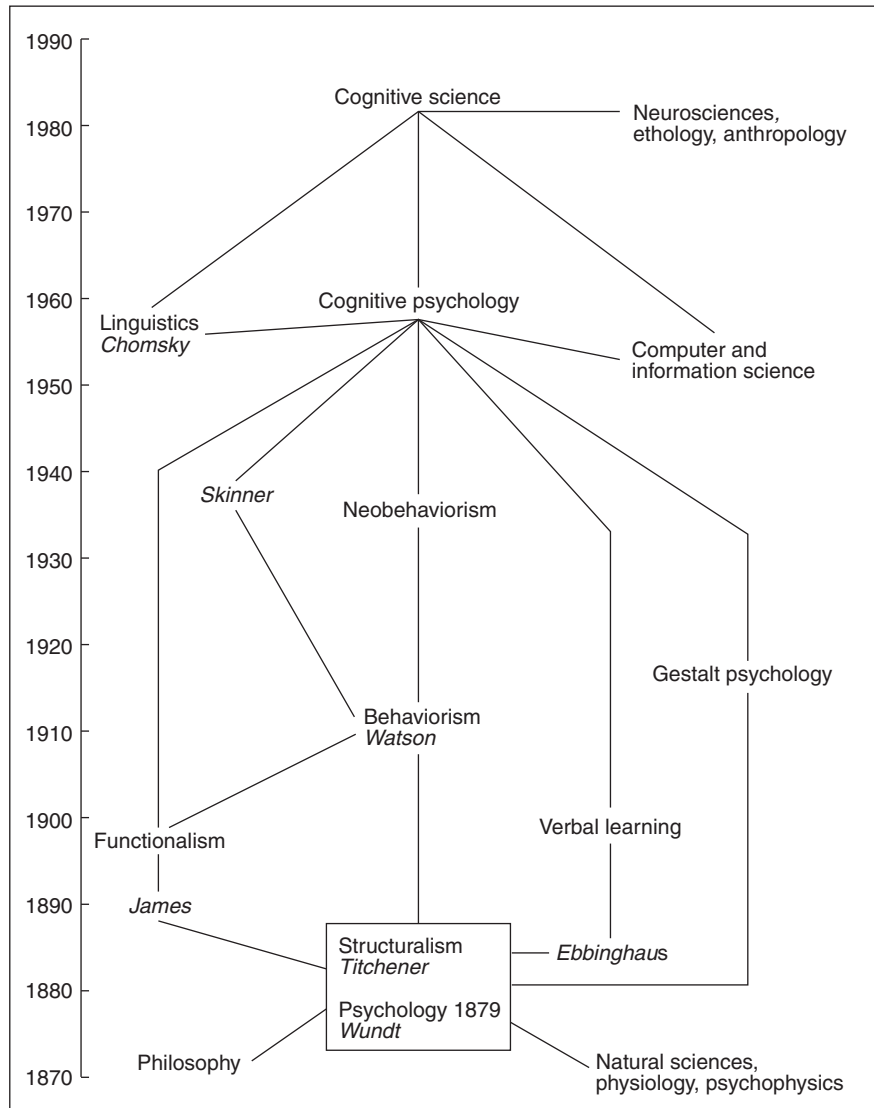 1990
Cognitive science
Neurosciences,
ethology, anthropology
1980
1970
1960
Cognitive psychology
Linguistics
Chomsky
Computer and
information science
1950
1940
Skinner
Neobehaviorism
1930
1920
Gestalt psychology
Behaviorism
Watson
1910
1900
Functionalism
Verbal learning
James
1890
Structuralism
Titchener
Ebbinghaus
1880
Psychology 1879
Wundt
Philosophy
Natural sciences,
physiology, psychophysics
1870